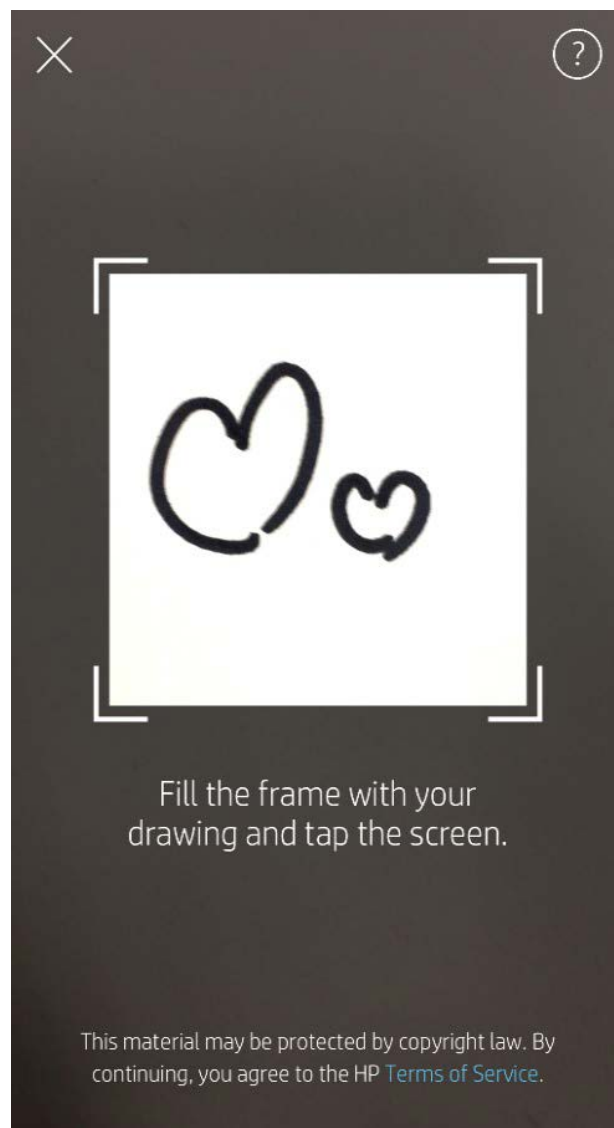 ?
Fill the frame with your
drawing and tap the screen.
This material may be protected by copyright law. By
continuing, you agree to the HP Terms of Service.